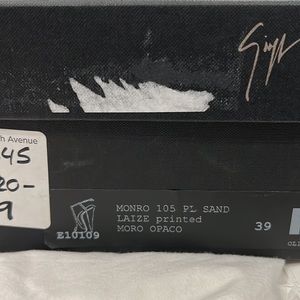 h Avenue
45
20-
9
MONRO 105 PL SAND
LAIZE printed
MORO OPACO
39
E10109